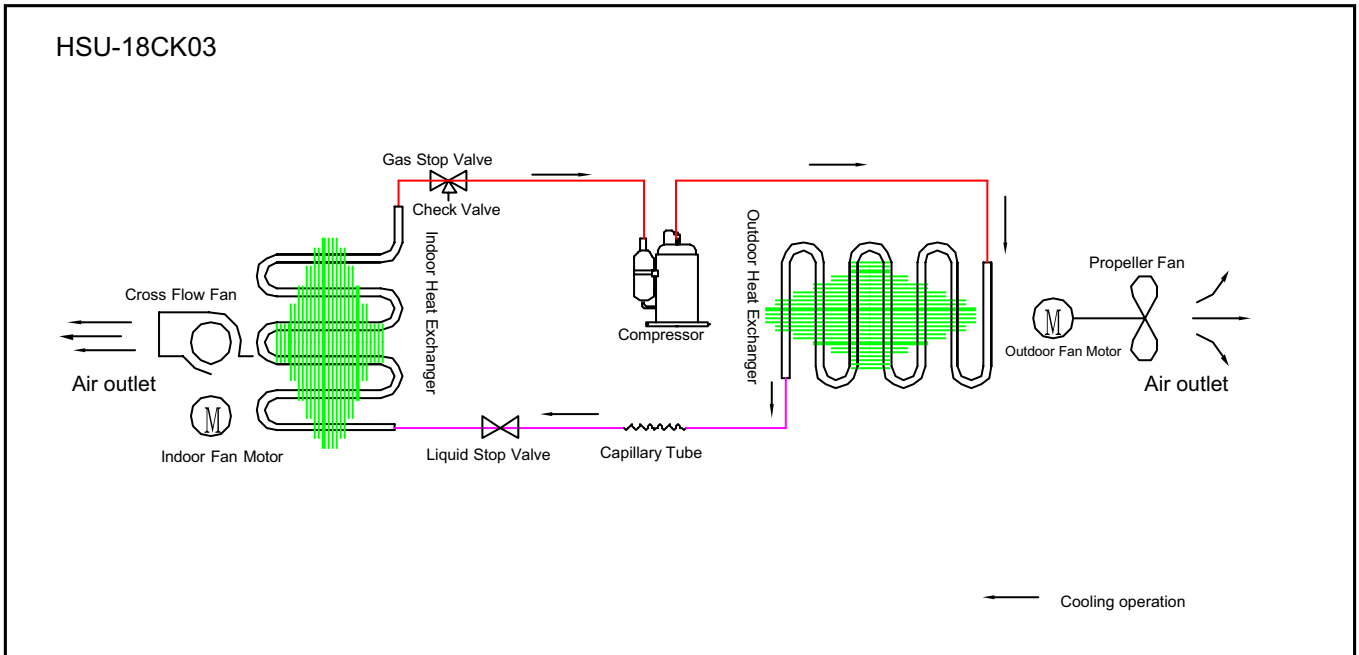 HSU-18CK03
Gas Stop Valve
Check Valve
Indoor Heat Exchanger
Outdoor Heat Exchanger
Compressor
Cross Flow Fan
Air outlet
M
Indoor Fan Motor
Liquid Stop Valve
Capillary Tube
Propeller Fan
M
Outdoor Fan Motor
Air outlet
Cooling operation